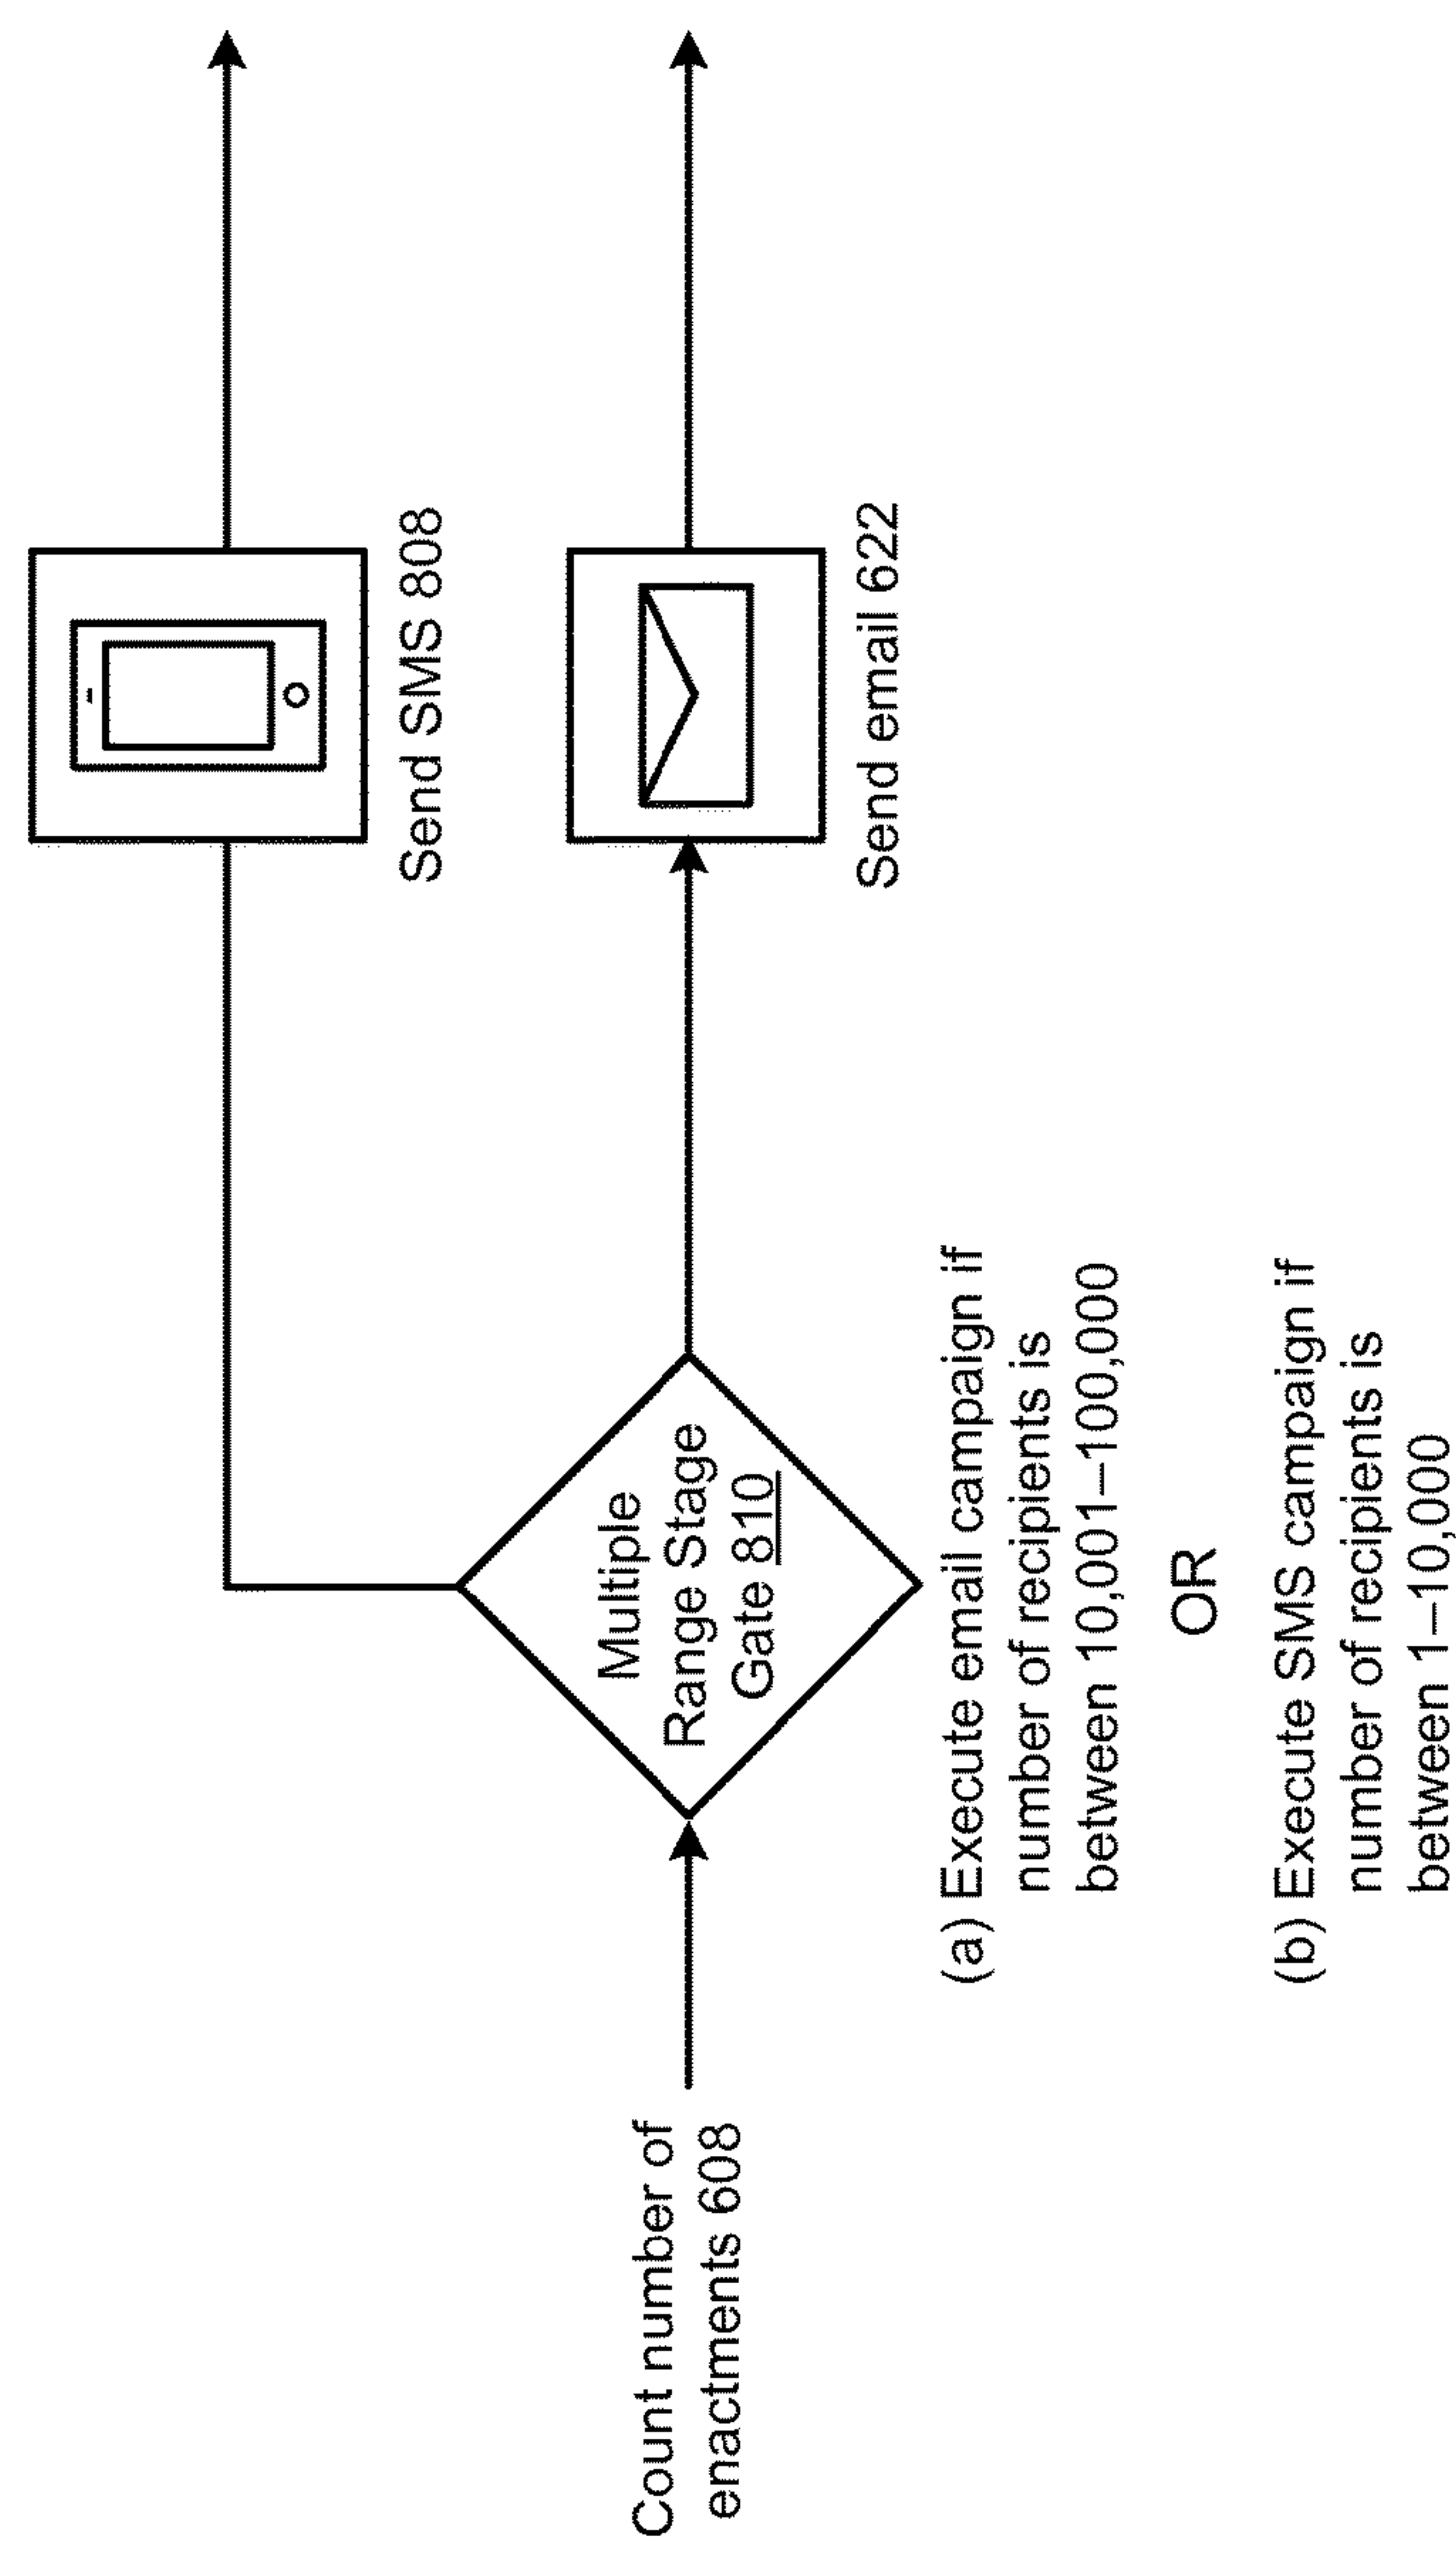 Count number of
enactments 608
Multiple
Range Stage
Gate 810
(a) Execute email campaign if
number of recipients is
between 10,001–100,000
OR
(b) Execute SMS campaign if
number of recipients is
between 1–10,000
Send SMS 808
Send email 622